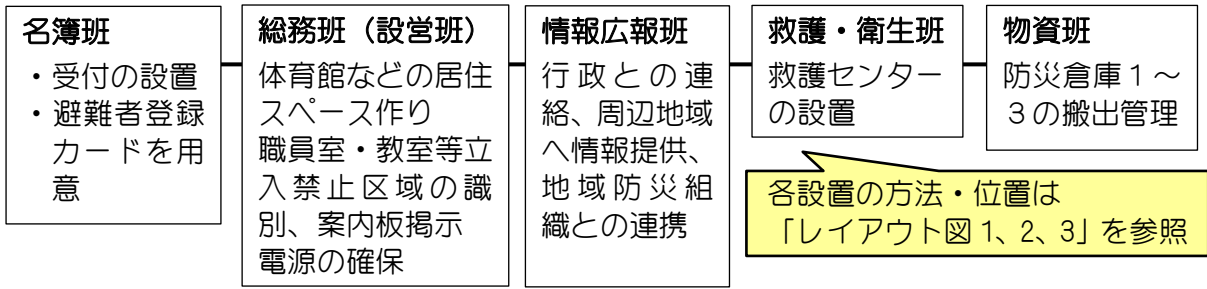 名簿班
・受付の設置
・避難者登録
カードを用
意
総務班（設営班）
体育館などの居住
スペース作り
職員室・教室等立
入禁止区域の識
別、案内板掲示
電源の確保
情報広報班
行政との連
絡、周辺地域
へ情報提供、
地域防災組
織との連携
救護・衛生班
救護センター
の設置
物資班
防災倉庫１～
３の搬出管理
各設置の方法・位置は
「レイアウト図１、２、３」を参照